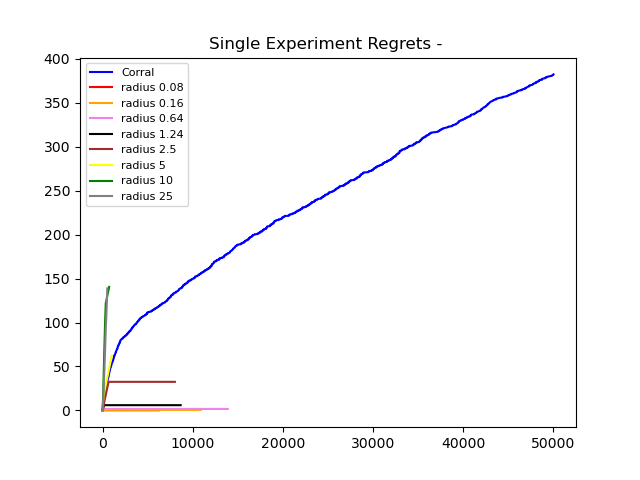 Single Experiment Regrets -
400
350
300
250
200
150
100
50
0
Corral
radius 0.08
radius 0.16
radius 0.64
radius 1.24
radius 2.5
radius 5
radius 10
radius 25
0 10000 20000 30000 40000 50000